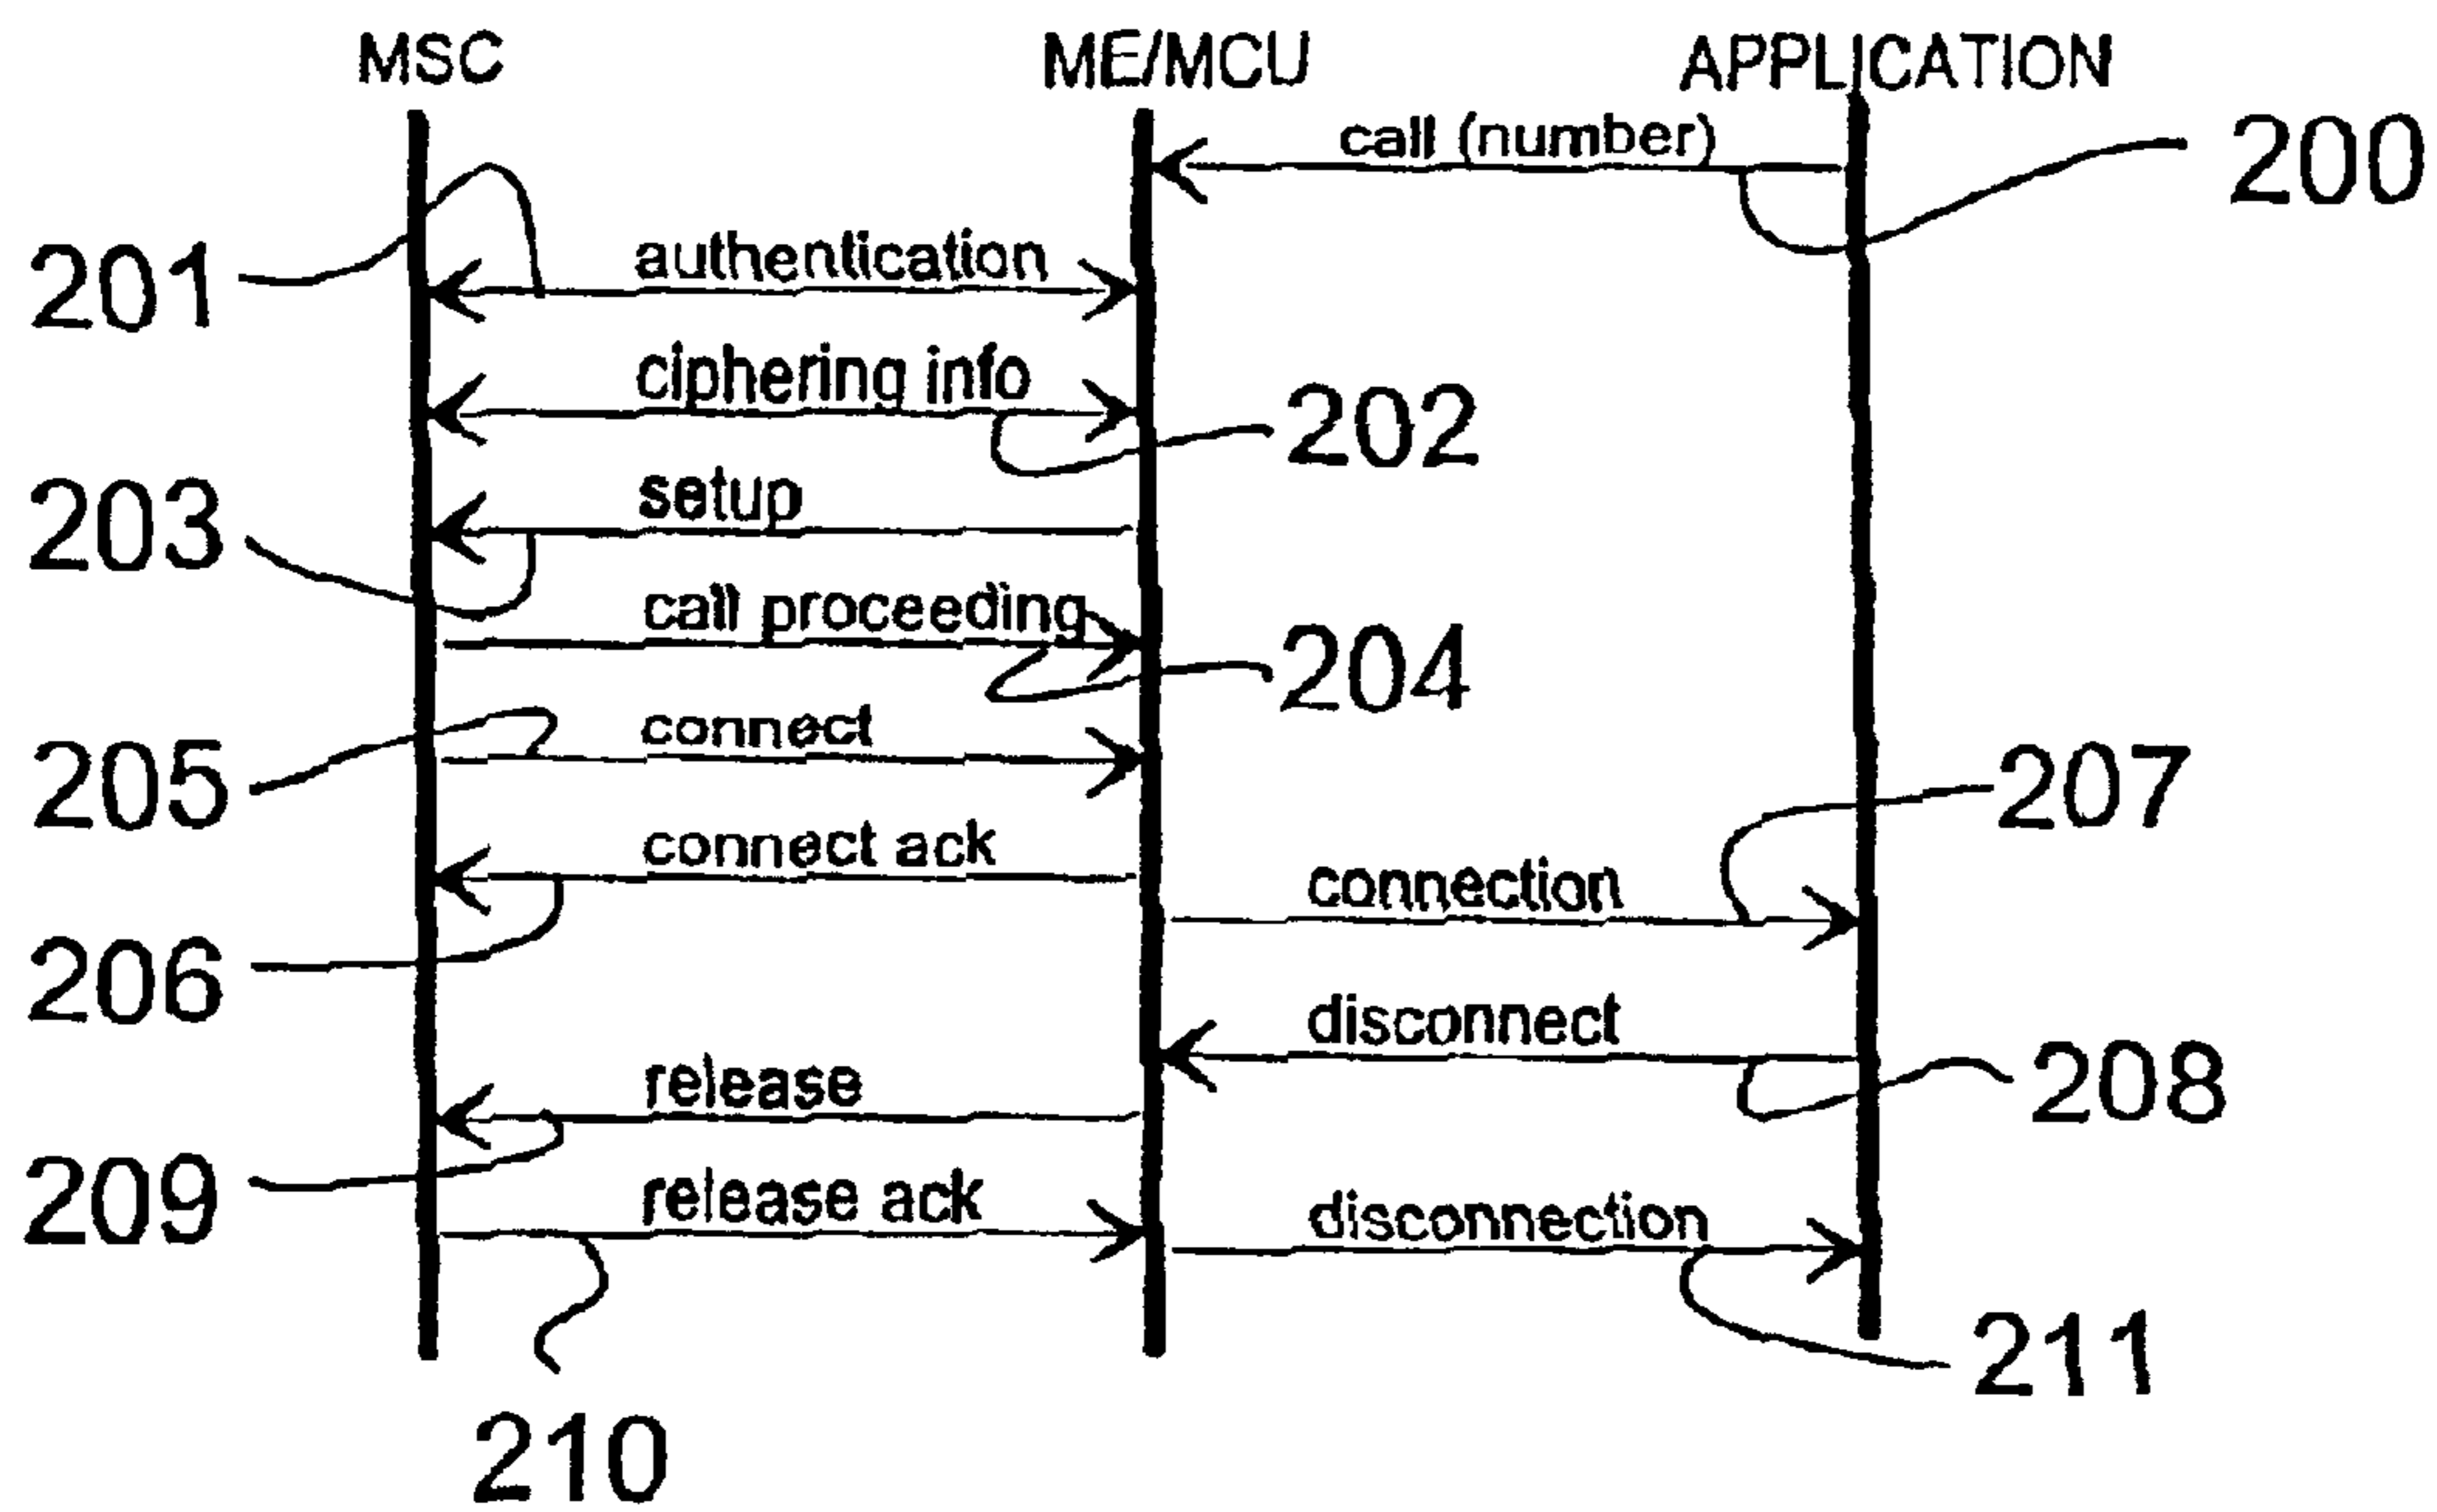 MSC ME/MCU APPLICATION
call (number) 200
201 authentication
ciphering info 202
203 setup
call proceeding 204
205 connect 207
connect ack connection
206 disconnect
release 208
209 release ack disconnection
211
210